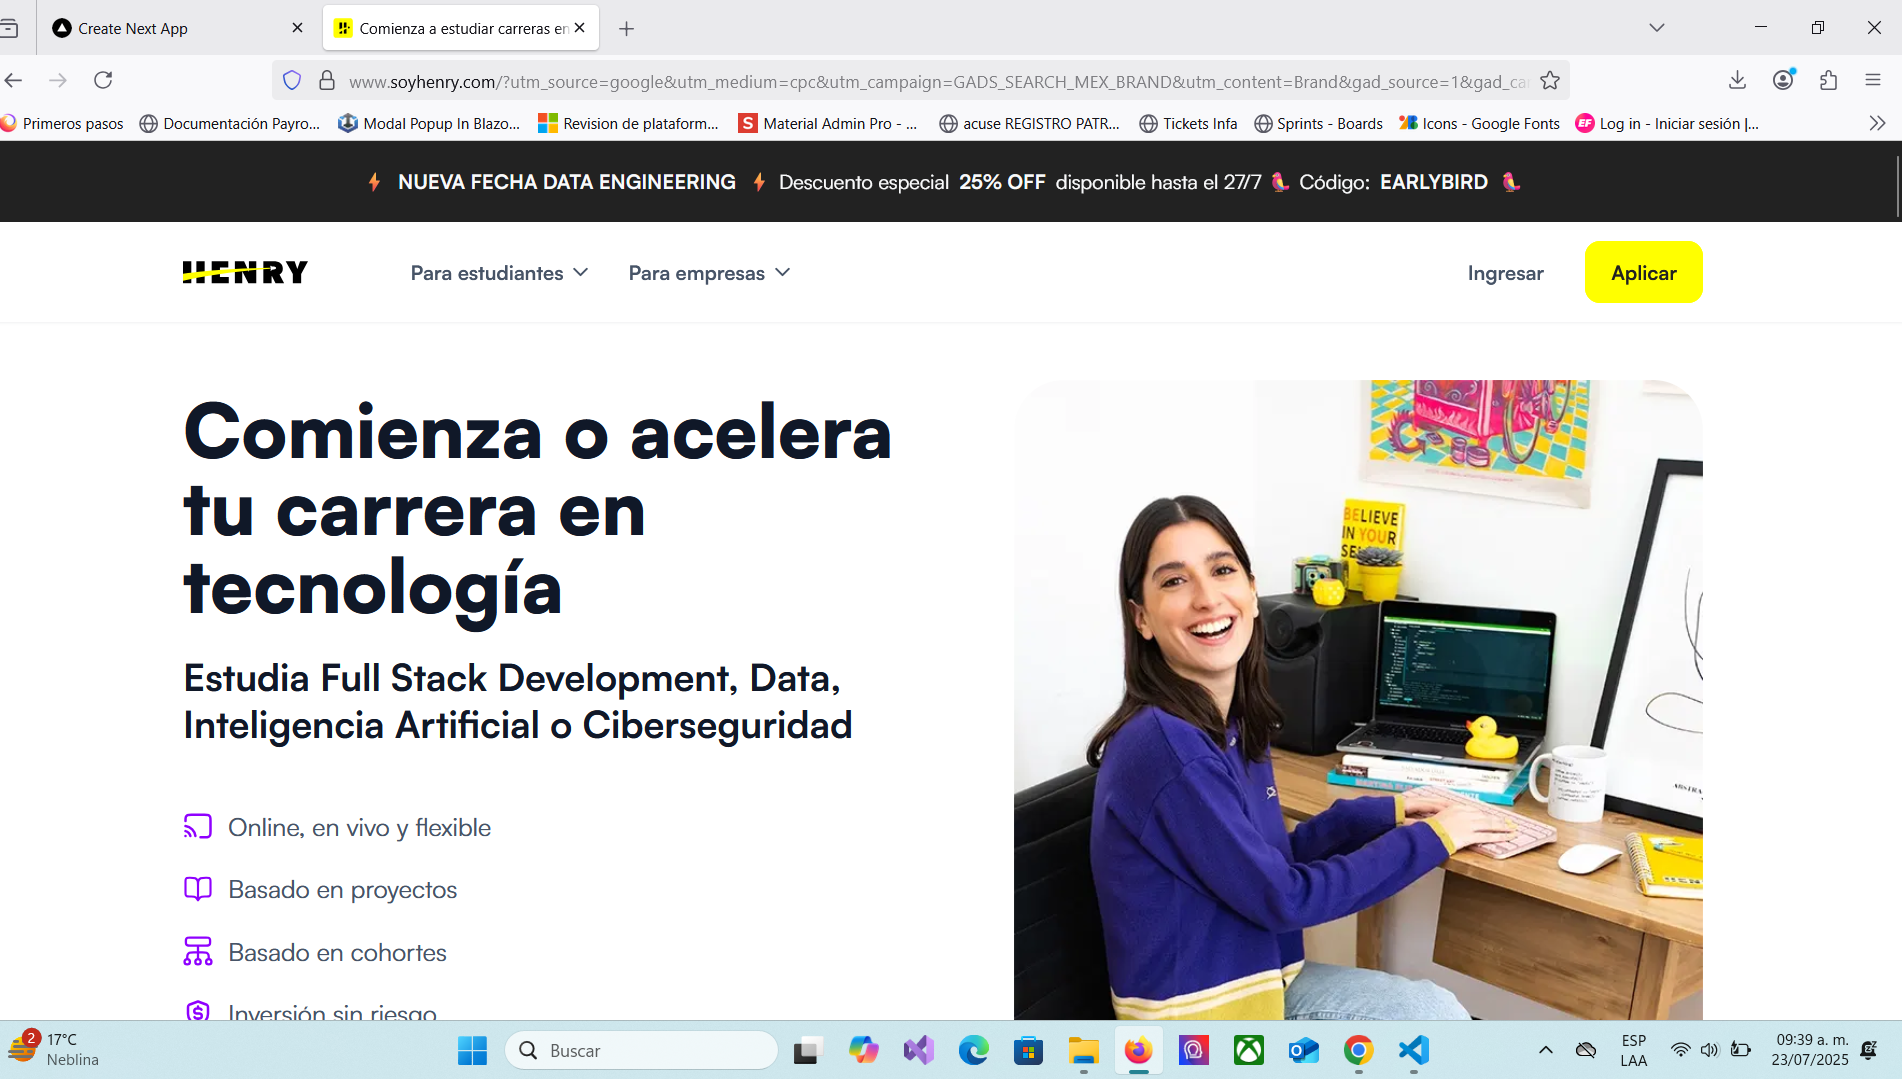 Create Next App
Comienza a estudiar carreras en
www.soyhenry.com/?utm_source=google&utm_medium=cpc&utm_campaign=GADS_SEARCH_MEX_BRAND&utm_content=Brand&gad_source=1&gad_ca
Primeros pasos
Documentación Payro...
Modal Popup In Blazo...
Revision de plataform...
Material Admin Pro - ...
acuse REGISTRO PATR...
Tickets Infa
Sprints - Boards
Icons - Google Fonts
Log in - Iniciar sesión |...
NUEVA FECHA DATA ENGINEERING Descuento especial 25% OFF disponible hasta el 27/7 Código: EARLYBIRD
HENRY
Para estudiantes
Para empresas
Ingresar
Aplicar
Comienza o acelera
tu carrera en
tecnología
Estudia Full Stack Development, Data,
Inteligencia Artificial o Ciberseguridad
Online, en vivo y flexible
Basado en proyectos
Basado en cohortes
Inversión sin riesgo
BELIEVE
IN YOUR
2
17°C
Neblina
Buscar
ESP
LAA
09:39 a. m.
23/07/2025